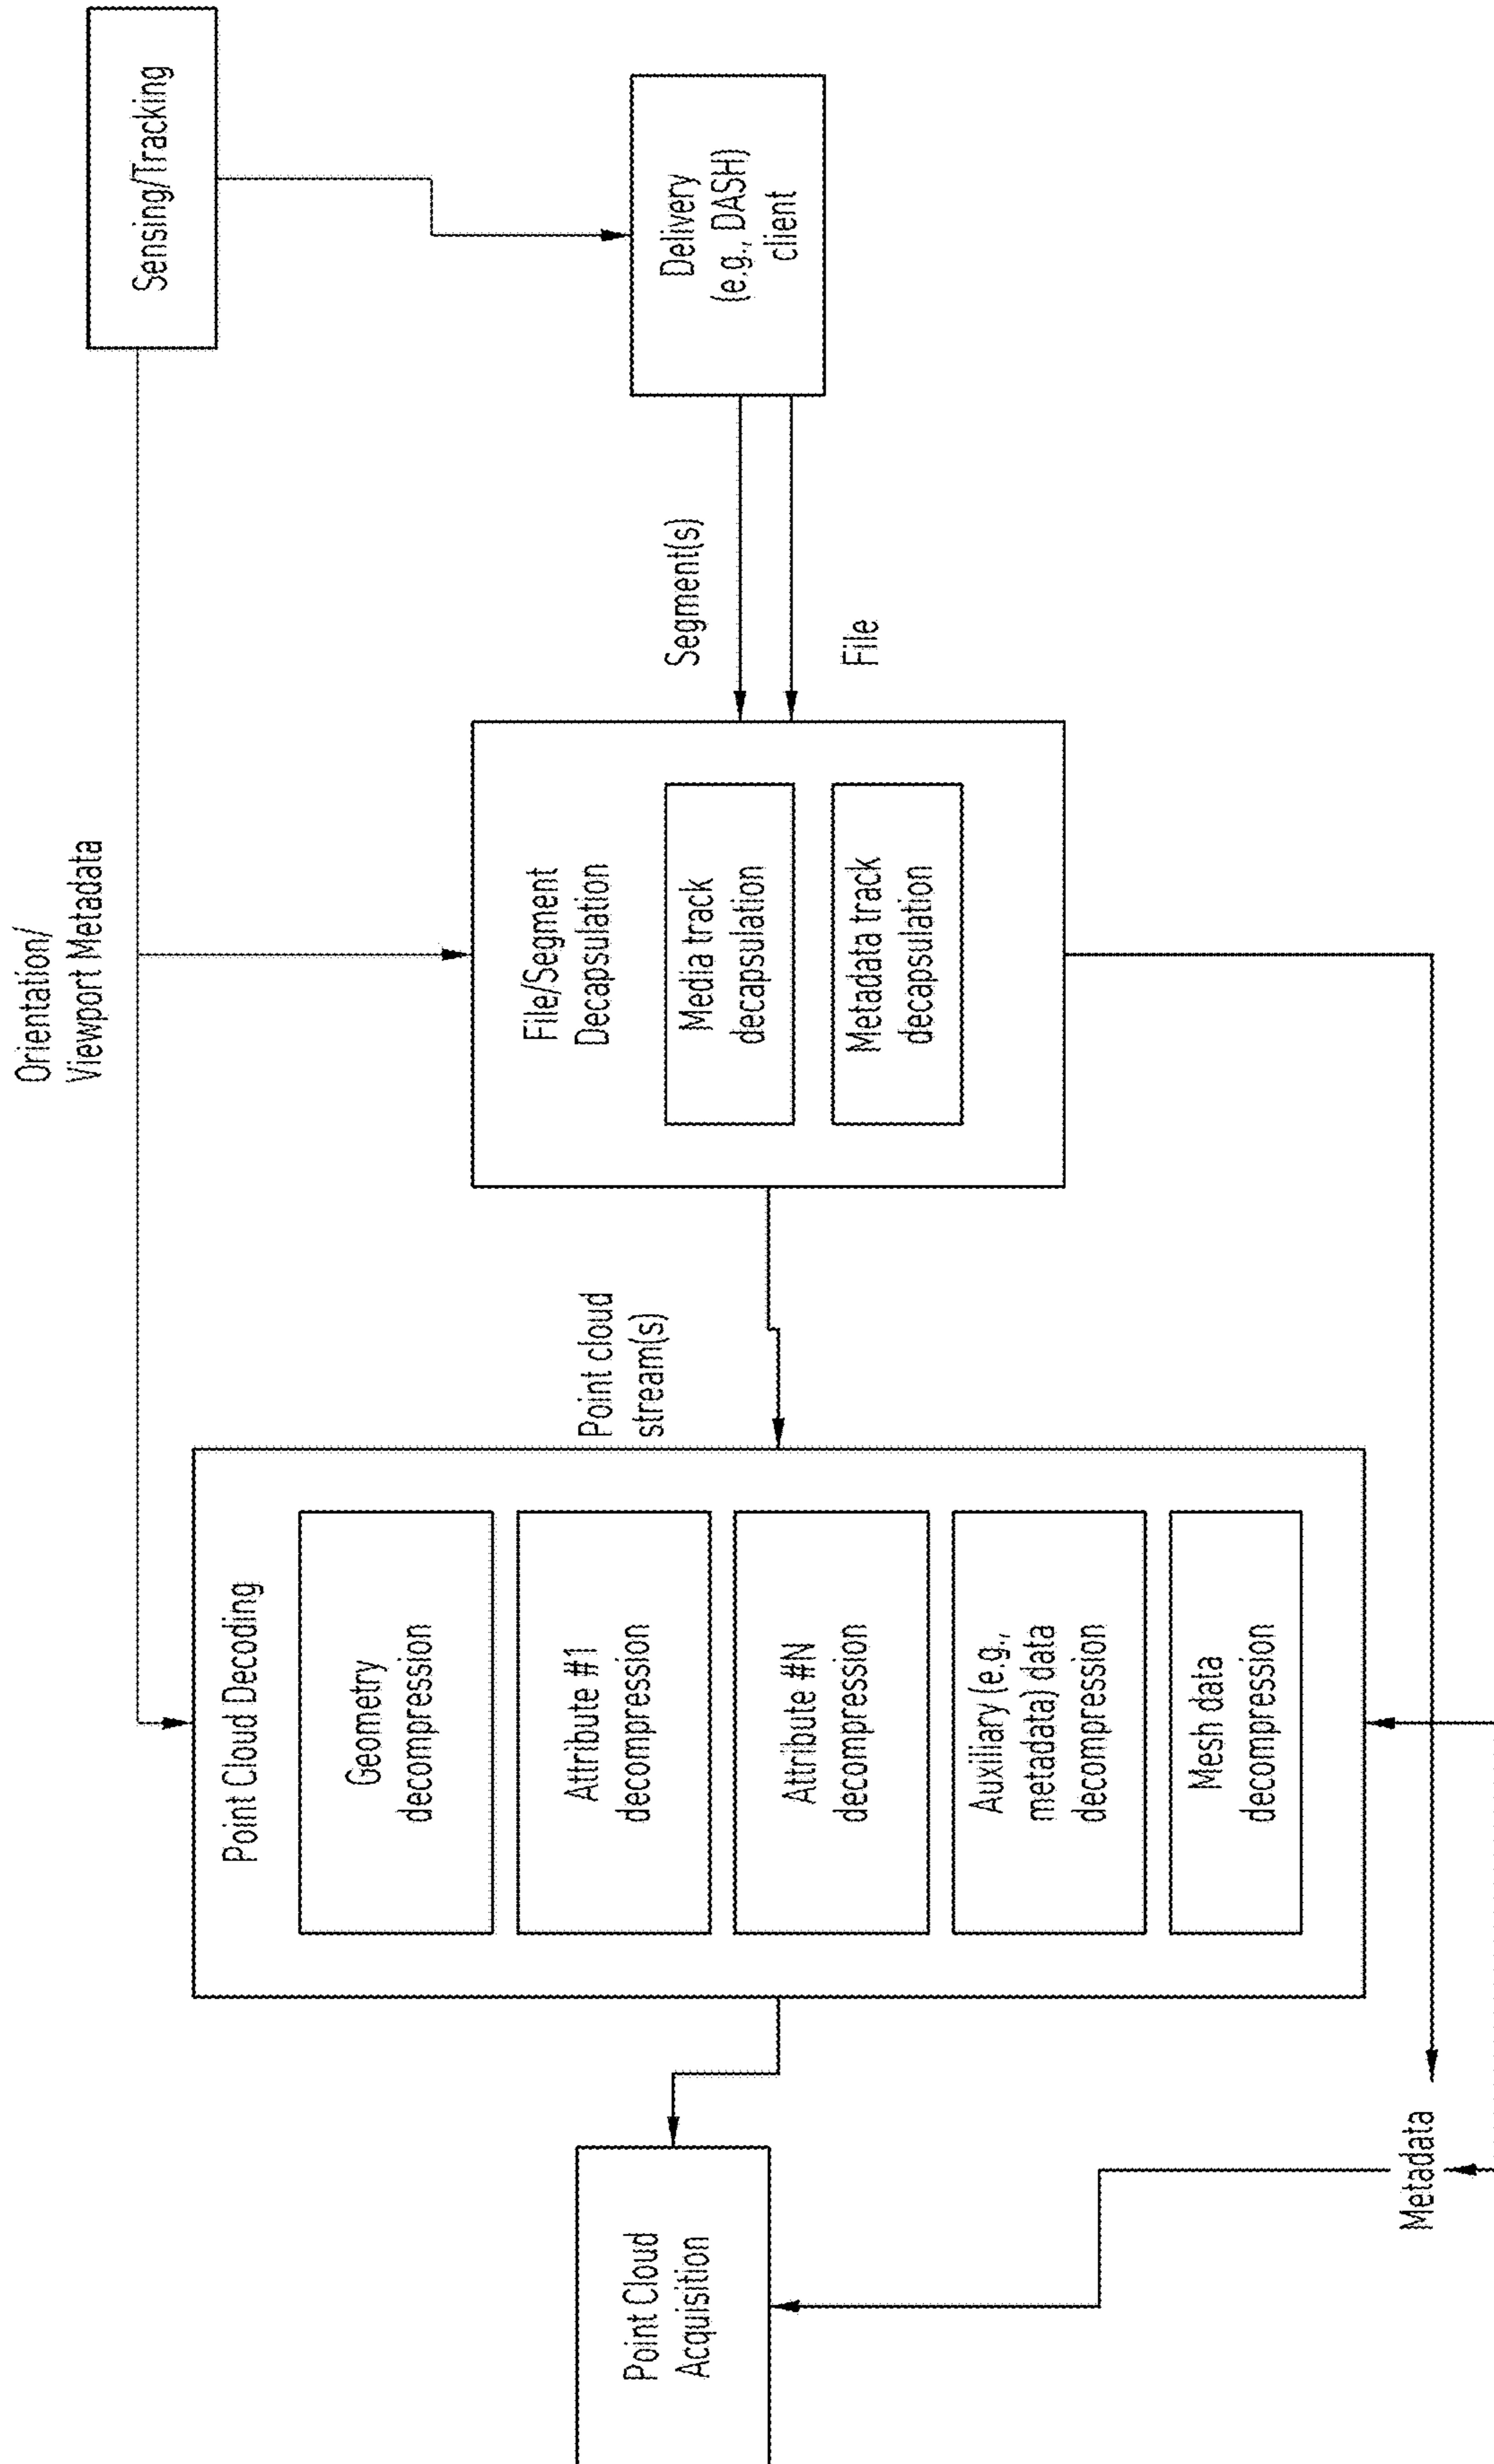 Orientation/
Viewport Metadata
Sensing/Tracking
Point Cloud
Acquisition
Point Cloud Decoding
Geometry
decompression
Attribute #1
decompression
Attribute #N
decompression
Auxiliary (e.g.,
metadata) data
decompression
Mesh data
decompression
Point cloud
stream(s)
File/Segment
Decapsulation
Media track
decapsulation
Metadata track
decapsulation
Segment(s)
File
Delivery
(e.g., DASH)
client
Metadata